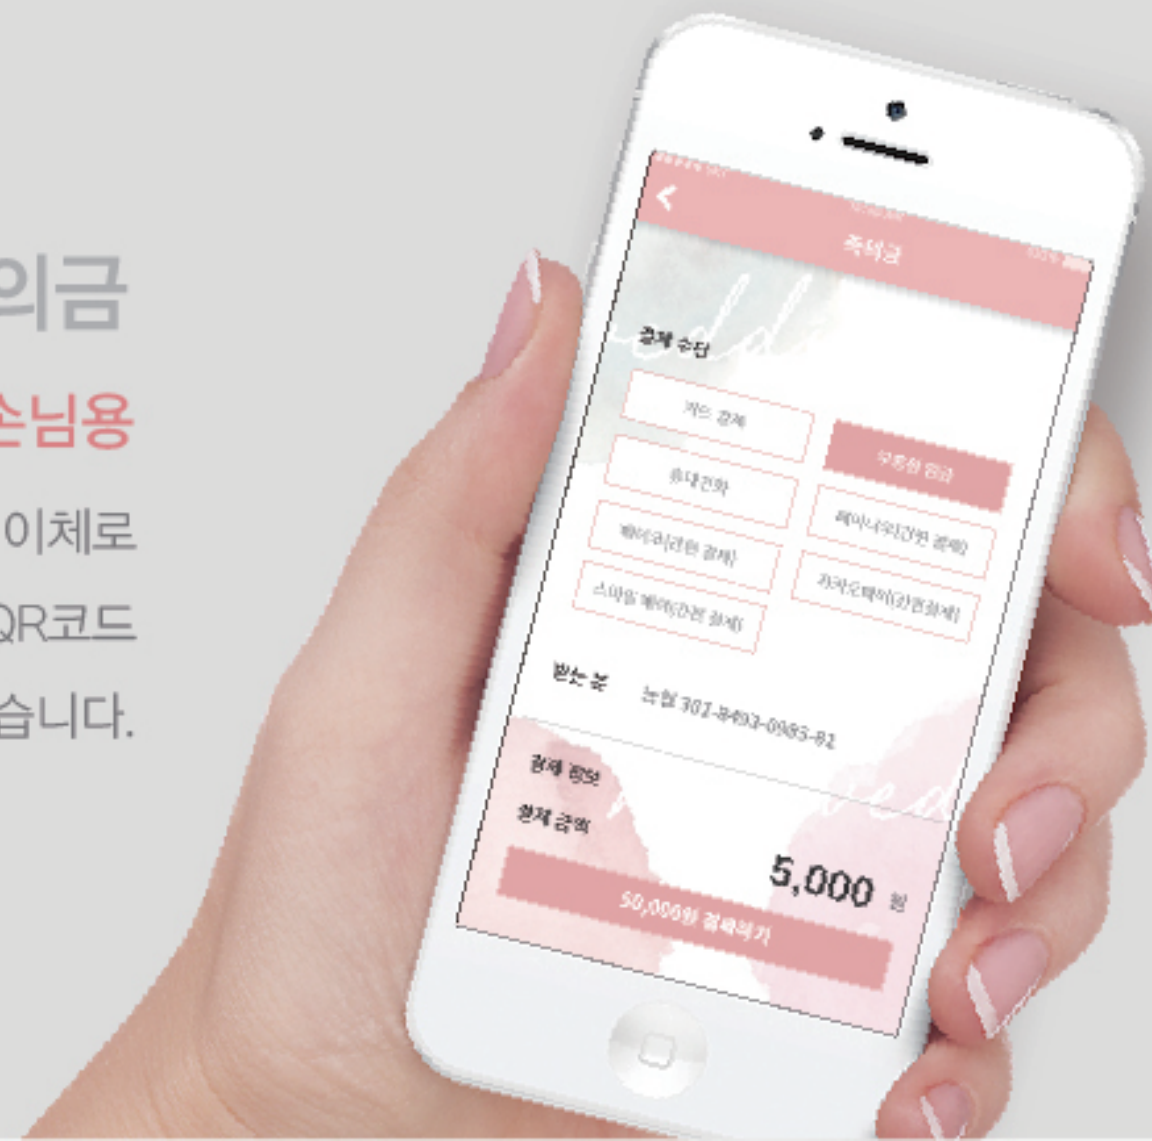 의금
손님용
이체로
QR코드
습니다.
축의금
결제 수단
카드 결제
무통장 입금
휴대전화
페이나우(간편 결제)
페이코(간편 결제)
카카오페이(간편결제)
스마일 페이(간편 결제)
받는 분
농협 301-8493-0983-81
결제 정보
결제 금액
5,000 원
50,000원 결제하기